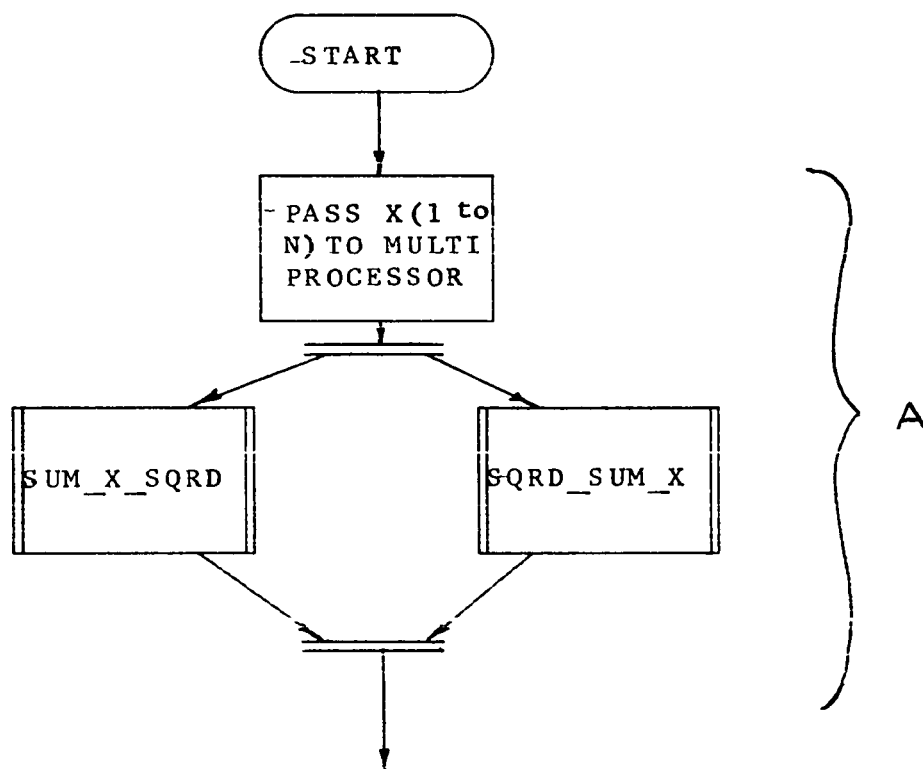 START
PASS X(1 to
N) TO MULTI
PROCESSOR
SUM_X_SQRD
SQRD_SUM_X
A